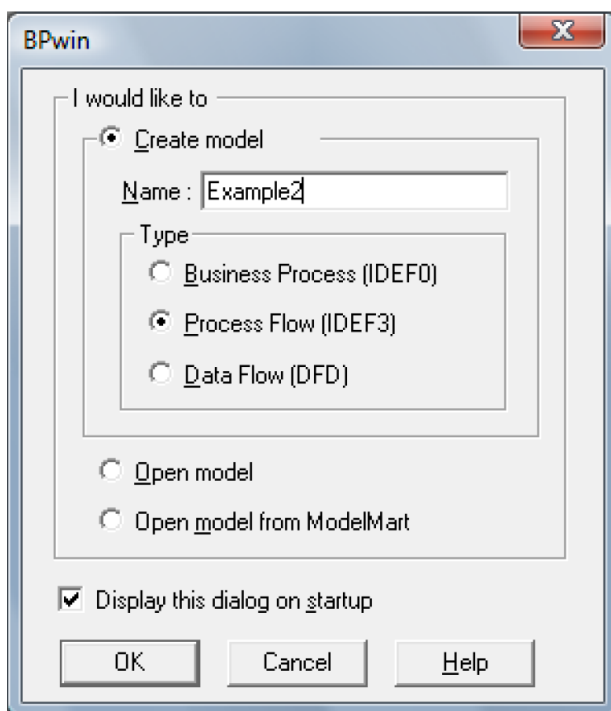 BPwin
I would like to
Create model
Name : Example2
Type
Business Process (IDEF0)
Process Flow (IDEF3)
Data Flow (DFD)
Open model
Open model from ModelMart
Display this dialog on startup
OK Cancel Help